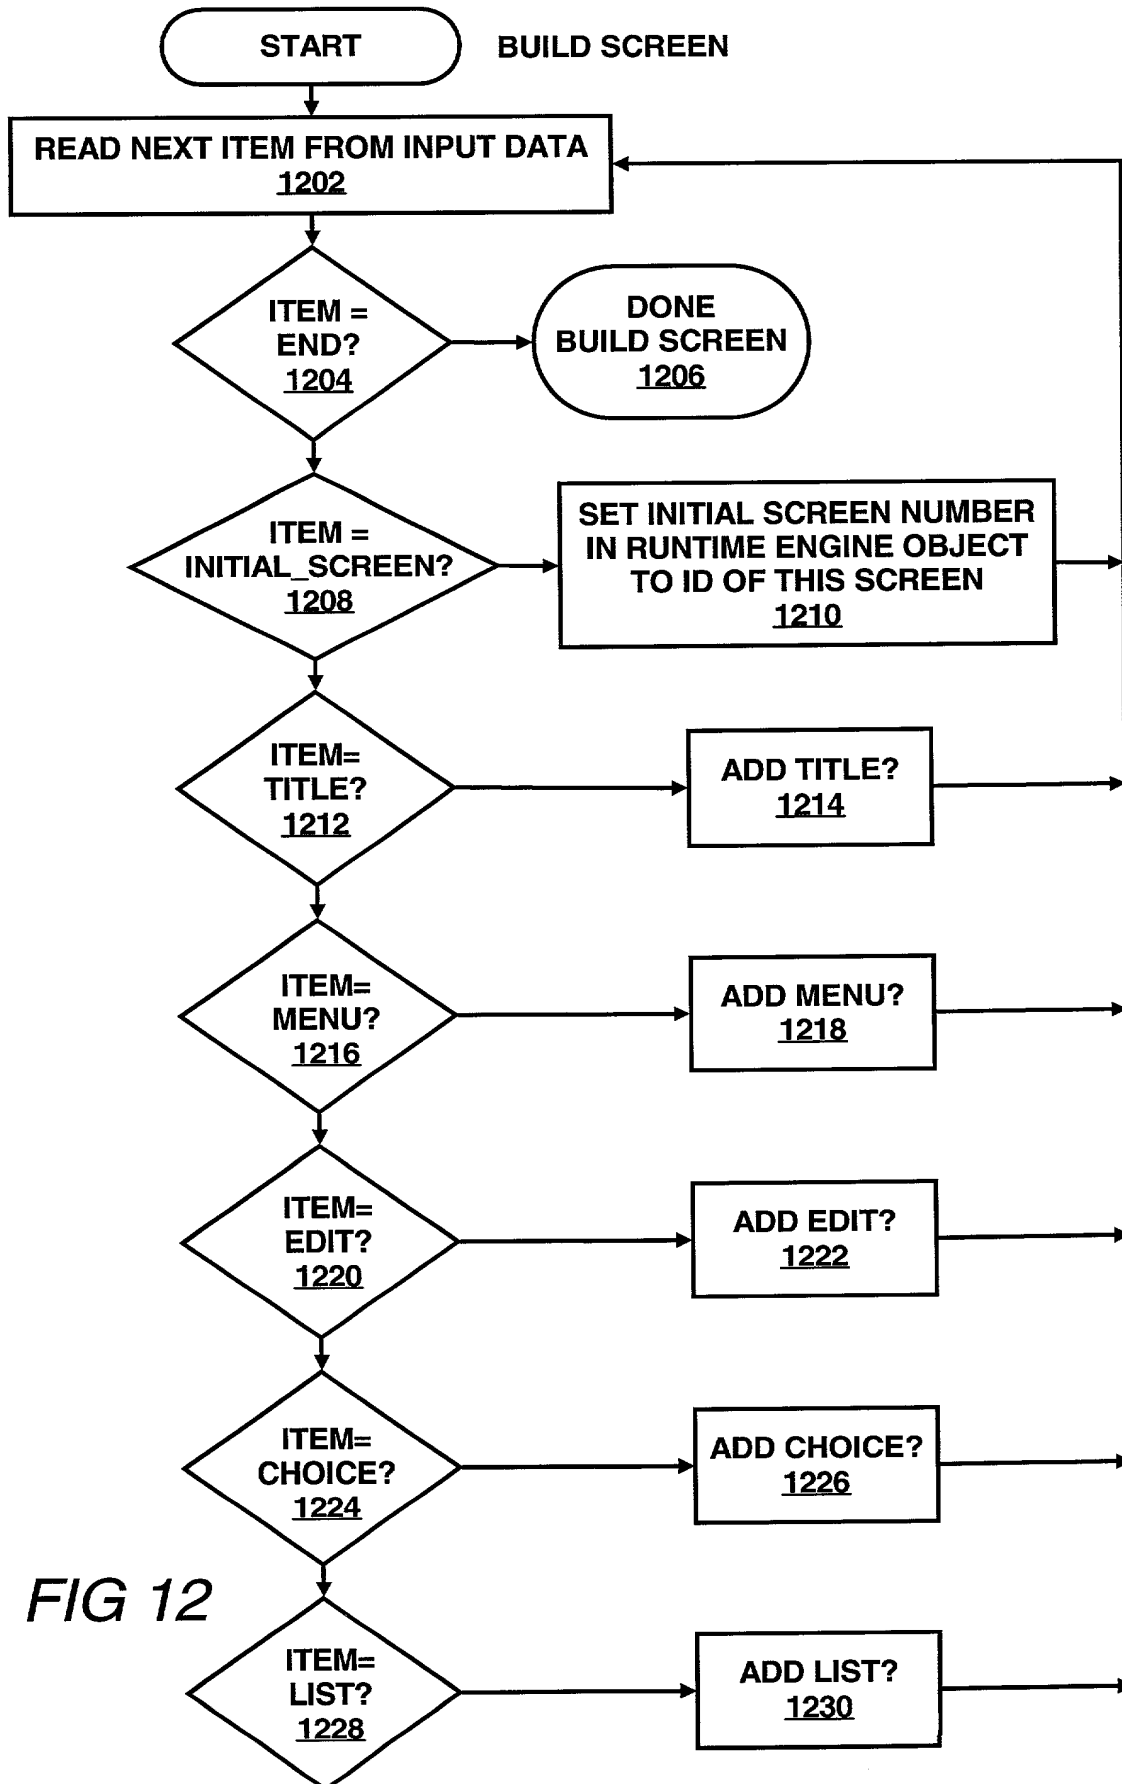 START
BUILD SCREEN
READ NEXT ITEM FROM INPUT DATA
1202
ITEM =
END?
1204
DONE
BUILD SCREEN
1206
ITEM =
INITIAL_SCREEN?
1208
SET INITIAL SCREEN NUMBER
IN RUNTIME ENGINE OBJECT
TO ID OF THIS SCREEN
1210
ITEM=
TITLE?
1212
ADD TITLE?
1214
ITEM=
MENU?
1216
ADD MENU?
1218
ITEM=
EDIT?
1220
ADD EDIT?
1222
ITEM=
CHOICE?
1224
ADD CHOICE?
1226
FIG 12
ITEM=
LIST?
1228
ADD LIST?
1230